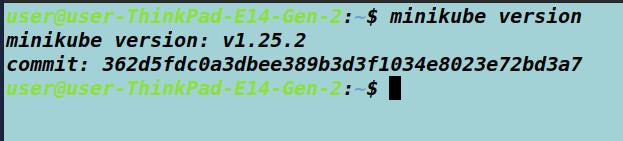 user@user-ThinkPad-E14-Gen-2:~$ minikube version
minikube version: v1.25.2
commit: 362d5fdc0a3dbee389b3d3f1034e8023e72bd3a7
user@user-ThinkPad-E14-Gen-2:~$